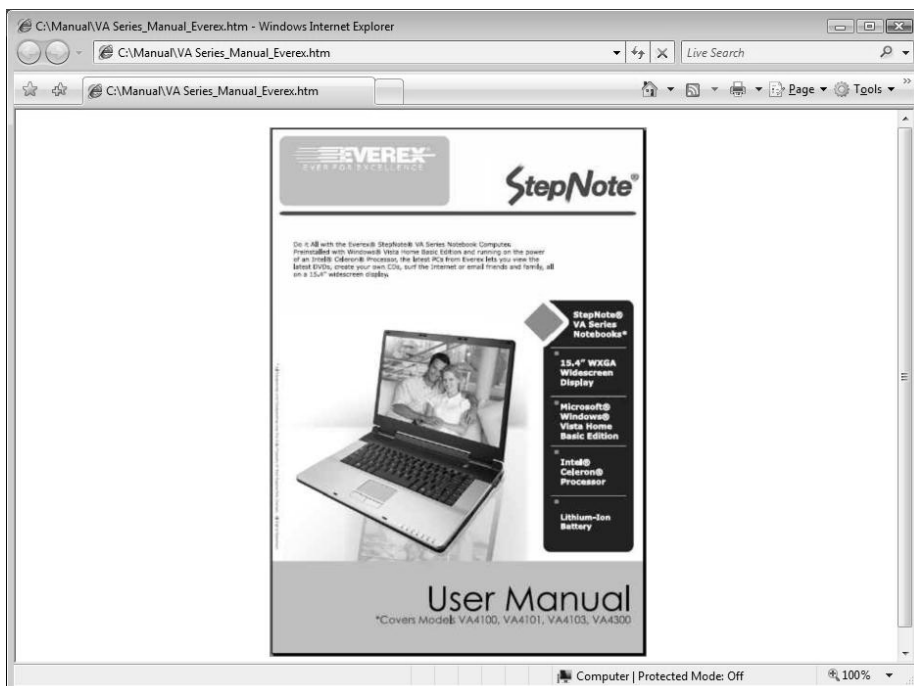 C:\Manual\VA Series_Manual_Everex.htm - Windows Internet Explorer
C:\Manual\VA Series_Manual_Everex.htm
Live Search
C:\Manual\VA Series_Manual_Everex.htm
Page
Tools
EVEREX®
EVER FOR EXCELLENCE
StepNote®
Do it All with the Everex® StepNote® VA Series Notebook Computer.
Preinstalled with Windows® Vista Home Basic Edition and running on the power
of an Intel® Celeron® Processor, the latest PCs from Everex lets you view the
latest DVDs, create your own CDs, surf the Internet or email friends and family, all
on a 15.4" widescreen display.
StepNote®
VA Series
Notebooks*
15.4" WXGA
Widescreen
Display
Microsoft®
Windows®
Vista Home
Basic Edition
Intel®
Celeron®
Processor
Lithium-Ion
Battery
User Manual
*Covers Models VA4100, VA4101, VA4103, VA4300
Computer | Protected Mode: Off
100%